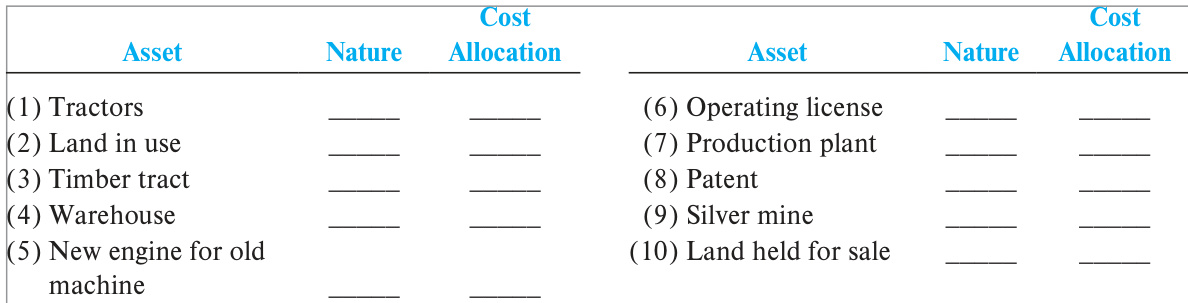 Asset Nature Cost Allocation
(1) Tractors _____ _____
(2) Land in use _____ _____
(3) Timber tract _____ _____
(4) Warehouse _____ _____
(5) New engine for old
machine _____ _____
Asset Nature Cost Allocation
(6) Operating license _____ _____
(7) Production plant _____ _____
(8) Patent _____ _____
(9) Silver mine _____ _____
(10) Land held for sale _____ _____